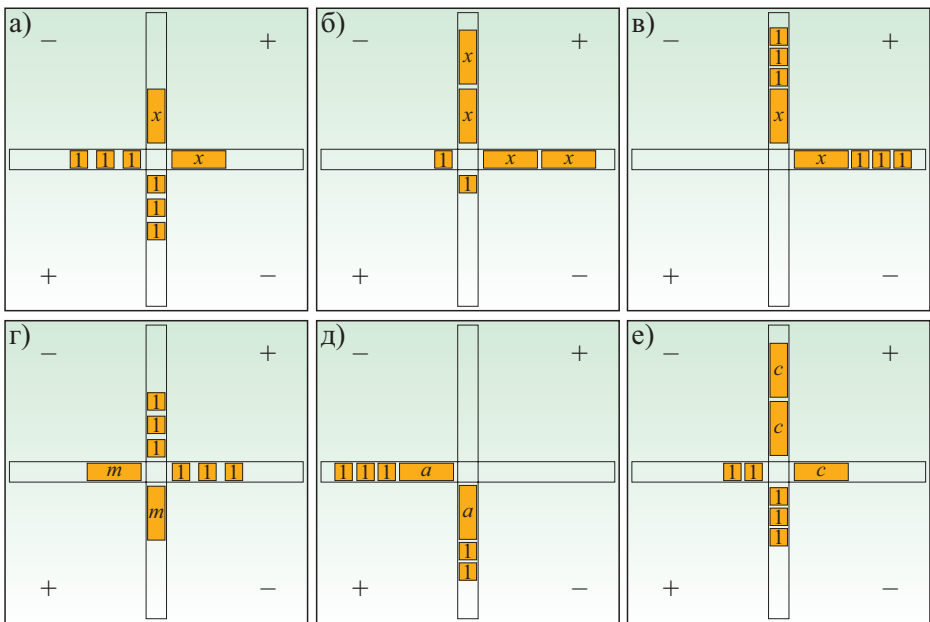 а) б) в)
− + − + − +
x x 1
1
1
x x
1 1 1 x 1 x x x 1 1 1
1 1
1
1
+ − + − + −
г) д) е)
− + − + − +
c
1
1 c
1
m 1 1 1 1 1 1 a 1 1 c
m a 1
1
1 1
1
+ − + − + −